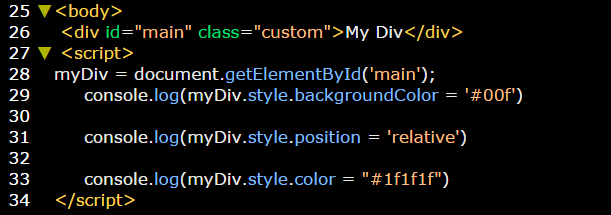 25 ▼ <body>
26 <div id="main" class="custom">My Div</div>
27 ▼ <script>
28 myDiv = document.getElementById('main');
29 console.log(myDiv.style.backgroundColor = '#00f')
30
31 console.log(myDiv.style.position = 'relative')
32
33 console.log(myDiv.style.color = "#1f1f1f")
34 </script>